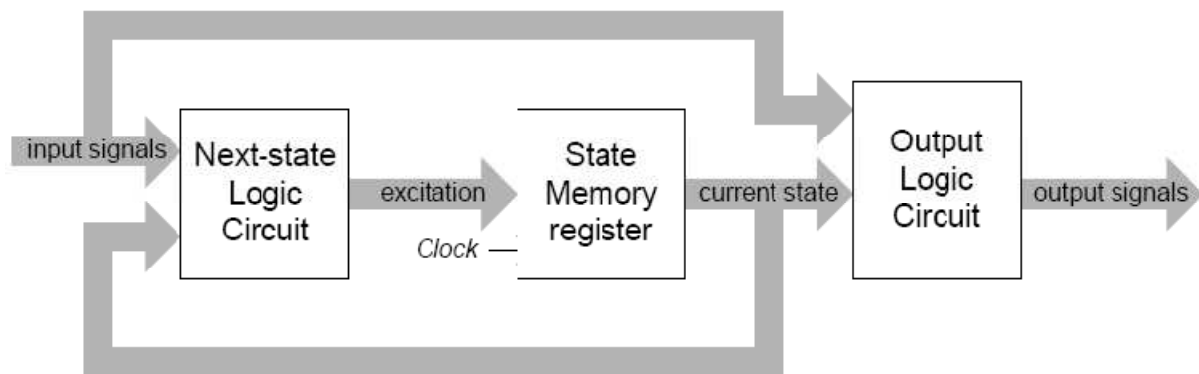 input signals
Next-state
Logic
Circuit
excitation
State
Memory
register
Clock
current state
Output
Logic
Circuit
output signals